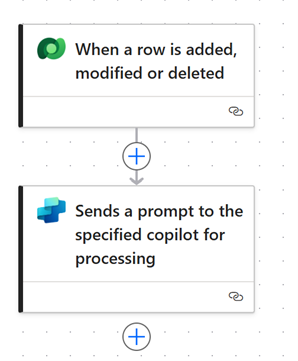 When a row is added,
modified or deleted
Sends a prompt to the
specified copilot for
processing